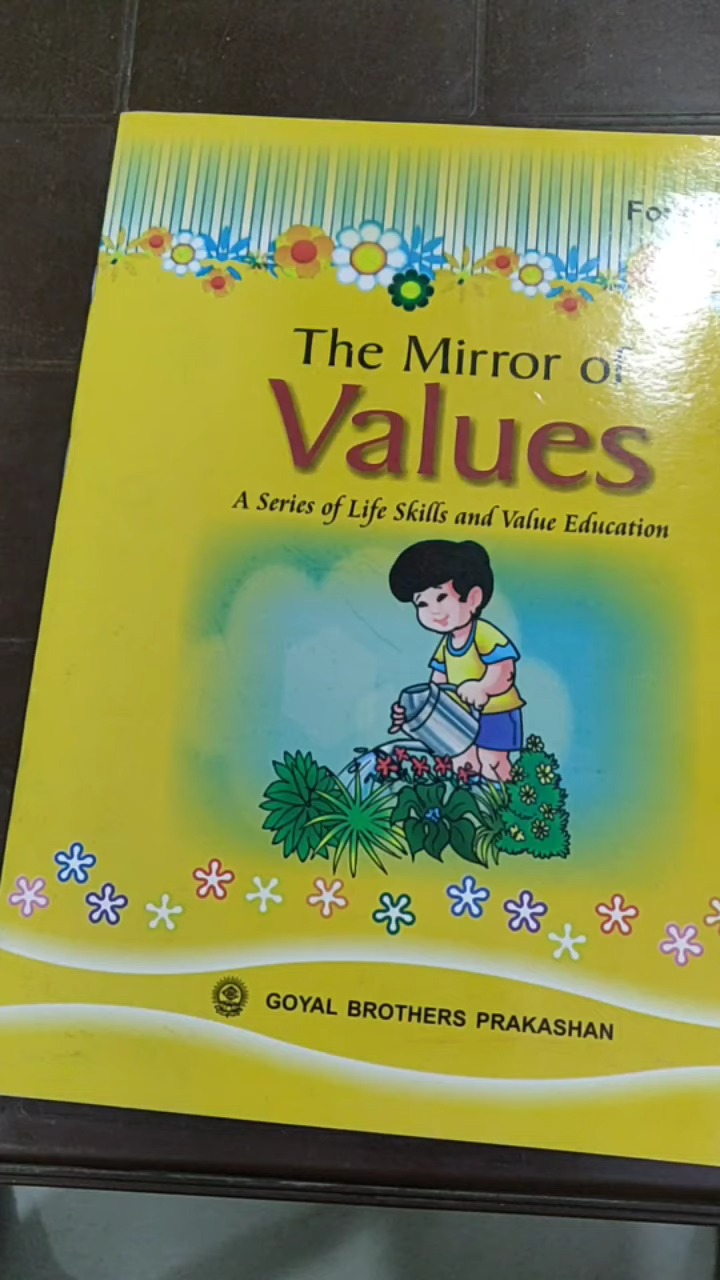 The Mirror of
Values
A Series of Life Skills and Value Education
GOYAL BROTHERS PRAKASHAN